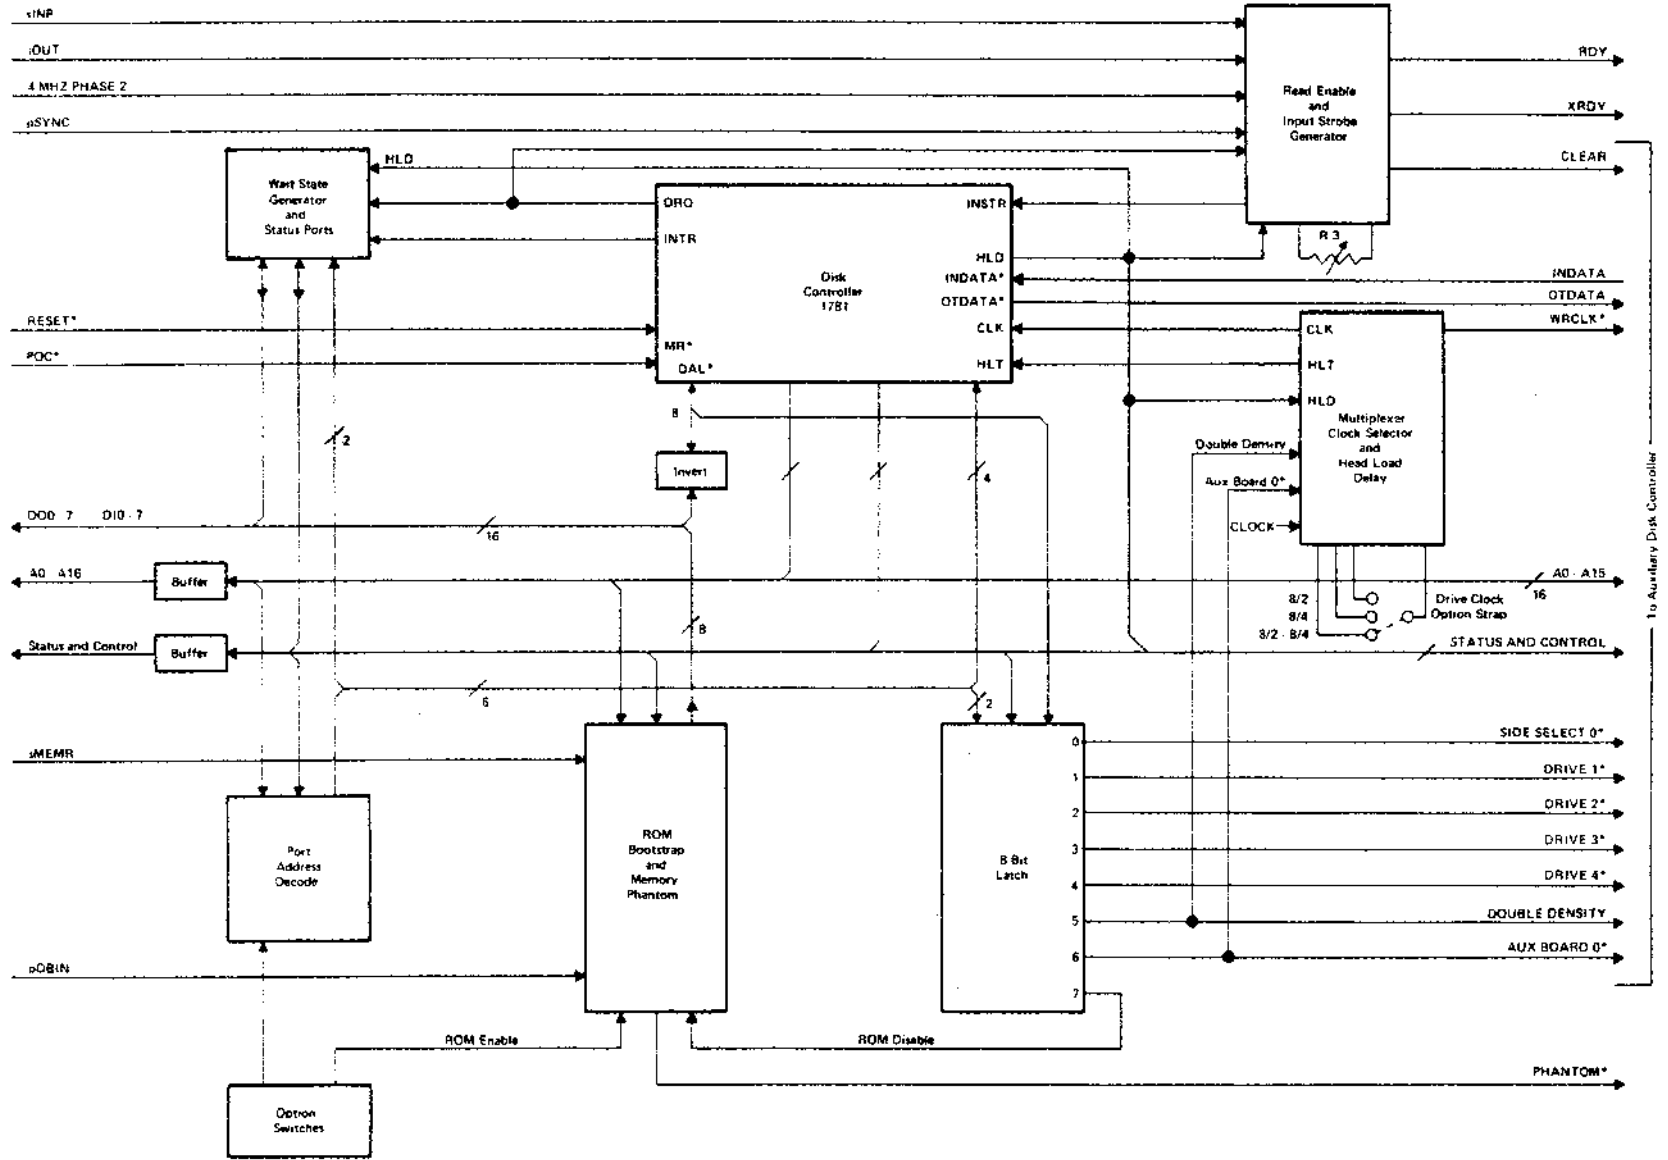 sINP
sOUT
4 MHZ PHASE 2
pSYNC
Read Enable
and
Input Strobe
Generator
RDY
XRDY
CLEAR
HLD
Wait State
Generator
and
Status Ports
DRQ
INTR
INSTR
HLD
INDATA*
OTDATA*
CLK
HLT
Disk
Controller
1781
MR*
DAL*
R3
INDATA
OTDATA
WRCLK*
RESET*
POC*
CLK
HLT
HLD
Multiplexer
Clock Selector
and
Head Load
Delay
Double Density
Aux Board 0*
CLOCK
8
Invert
2
4
DO0 - 7 DI0 - 7
16
A0 - A16
Buffer
A0 - A15
16
8/2
8/4
8/2 - 8/4
Drive Clock
Option Strap
8
Status and Control
Buffer
STATUS AND CONTROL
6
2
To Auxiliary Disk Controller
sMEMR
Port
Address
Decode
ROM
Bootstrap
and
Memory
Phantom
8 Bit
Latch
0
1
2
3
4
5
6
7
SIDE SELECT 0*
DRIVE 1*
DRIVE 2*
DRIVE 3*
DRIVE 4*
DOUBLE DENSITY
AUX BOARD 0*
pDBIN
ROM Enable
ROM Disable
PHANTOM*
Option
Switches